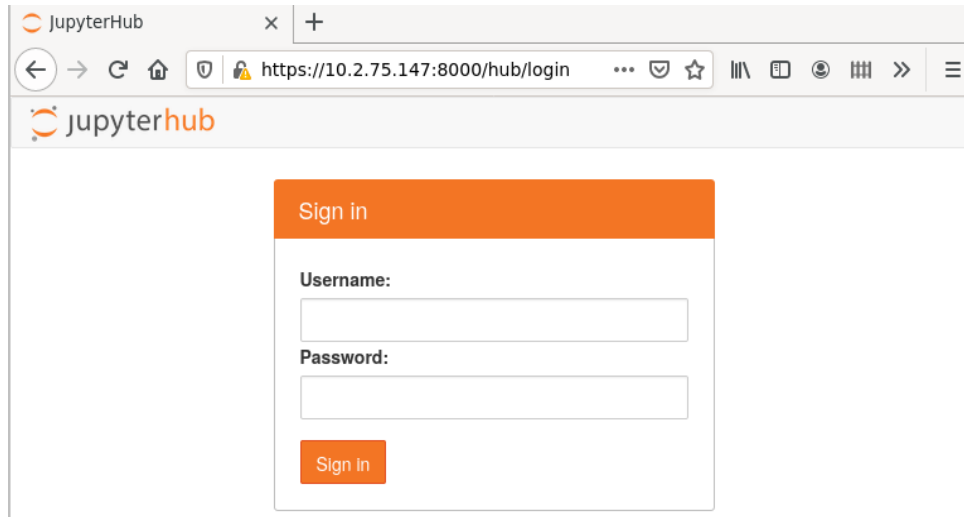 JupyterHub
https://10.2.75.147:8000/hub/login
jupyterhub
Sign in
Username:
Password:
Sign in